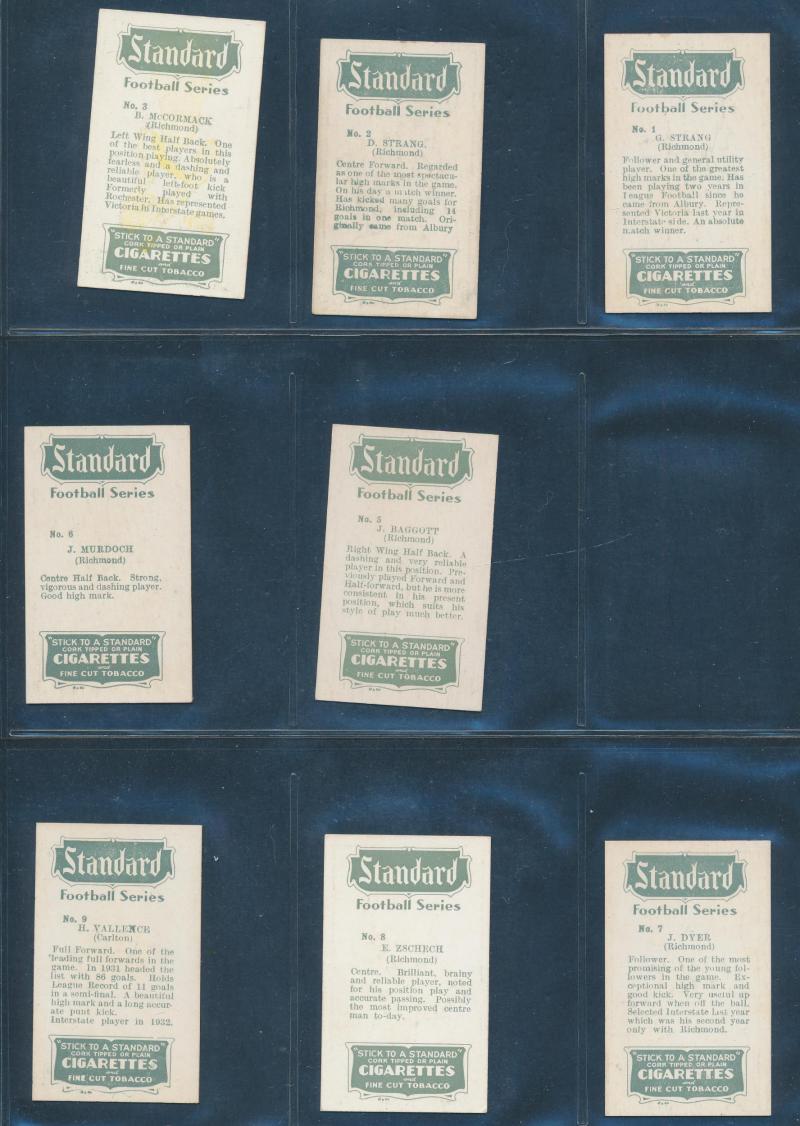 Standard
Football Series
No. 3
B. McCORMACK
(Richmond)
Left Wing Half Back. One
of the best players in this
position playing. Absolutely
fearless and a dashing and
reliable player, who is a
beautiful left-foot kick
Formerly played with
Rochester. Has represented
Victoria in Interstate games.
"STICK TO A STANDARD"
CORK TIPPED OR PLAIN
CIGARETTES
and
FINE CUT TOBACCO
Standard
Football Series
No. 2
D. STRANG.
(Richmond)
Centre Forward. Regarded
as one of the most spectacu-
lar high marks in the game.
On his day a match winner.
Has kicked many goals for
Richmond, including 14
goals in one match. Ori-
ginally came from Albury
"STICK TO A STANDARD"
CORK TIPPED OR PLAIN
CIGARETTES
and
FINE CUT TOBACCO
Standard
Football Series
No. 1
G. STRANG
(Richmond)
Follower and general utility
player. One of the greatest
high marks in the game. Has
been playing two years in
League Football since he
came from Albury. Repre-
sented Victoria last year in
Interstate side. An absolute
match winner.
"STICK TO A STANDARD"
CORK TIPPED OR PLAIN
CIGARETTES
and
FINE CUT TOBACCO
Standard
Football Series
No. 6
J. MURDOCH
(Richmond)
Centre Half Back. Strong,
vigorous and dashing player.
Good high mark.
"STICK TO A STANDARD"
CORK TIPPED OR PLAIN
CIGARETTES
and
FINE CUT TOBACCO
Standard
Football Series
No. 5
J. BAGGOTT
(Richmond)
Right Wing Half Back. A
dashing and very reliable
player in this position. Pre-
viously played Forward and
Half-forward, but he is more
consistent in his present
position, which suits his
style of play much better.
"STICK TO A STANDARD"
CORK TIPPED OR PLAIN
CIGARETTES
and
FINE CUT TOBACCO
Standard
Football Series
No. 9
H. VALLENCE
(Carlton)
Full Forward. One of the
leading full forwards in the
game. In 1931 headed the
list with 86 goals. Holds
League Record of 11 goals
in a semi-final. A beautiful
high mark and a long accur-
ate punt kick.
Interstate player in 1932.
"STICK TO A STANDARD"
CORK TIPPED OR PLAIN
CIGARETTES
and
FINE CUT TOBACCO
Standard
Football Series
No. 8
E. ZSCHECH
(Richmond)
Centre. Brilliant, brainy
and reliable player, noted
for his position play and
accurate passing. Possibly
the most improved centre
man to-day.
"STICK TO A STANDARD"
CORK TIPPED OR PLAIN
CIGARETTES
and
FINE CUT TOBACCO
Standard
Football Series
No. 7
J. DYER
(Richmond)
Follower. One of the most
promising of the young fol-
lowers in the game. Ex-
ceptional high mark and
good kick. Very useful up
forward when off the ball.
Selected Interstate last year
which was his second year
only with Richmond.
"STICK TO A STANDARD"
CORK TIPPED OR PLAIN
CIGARETTES
and
FINE CUT TOBACCO